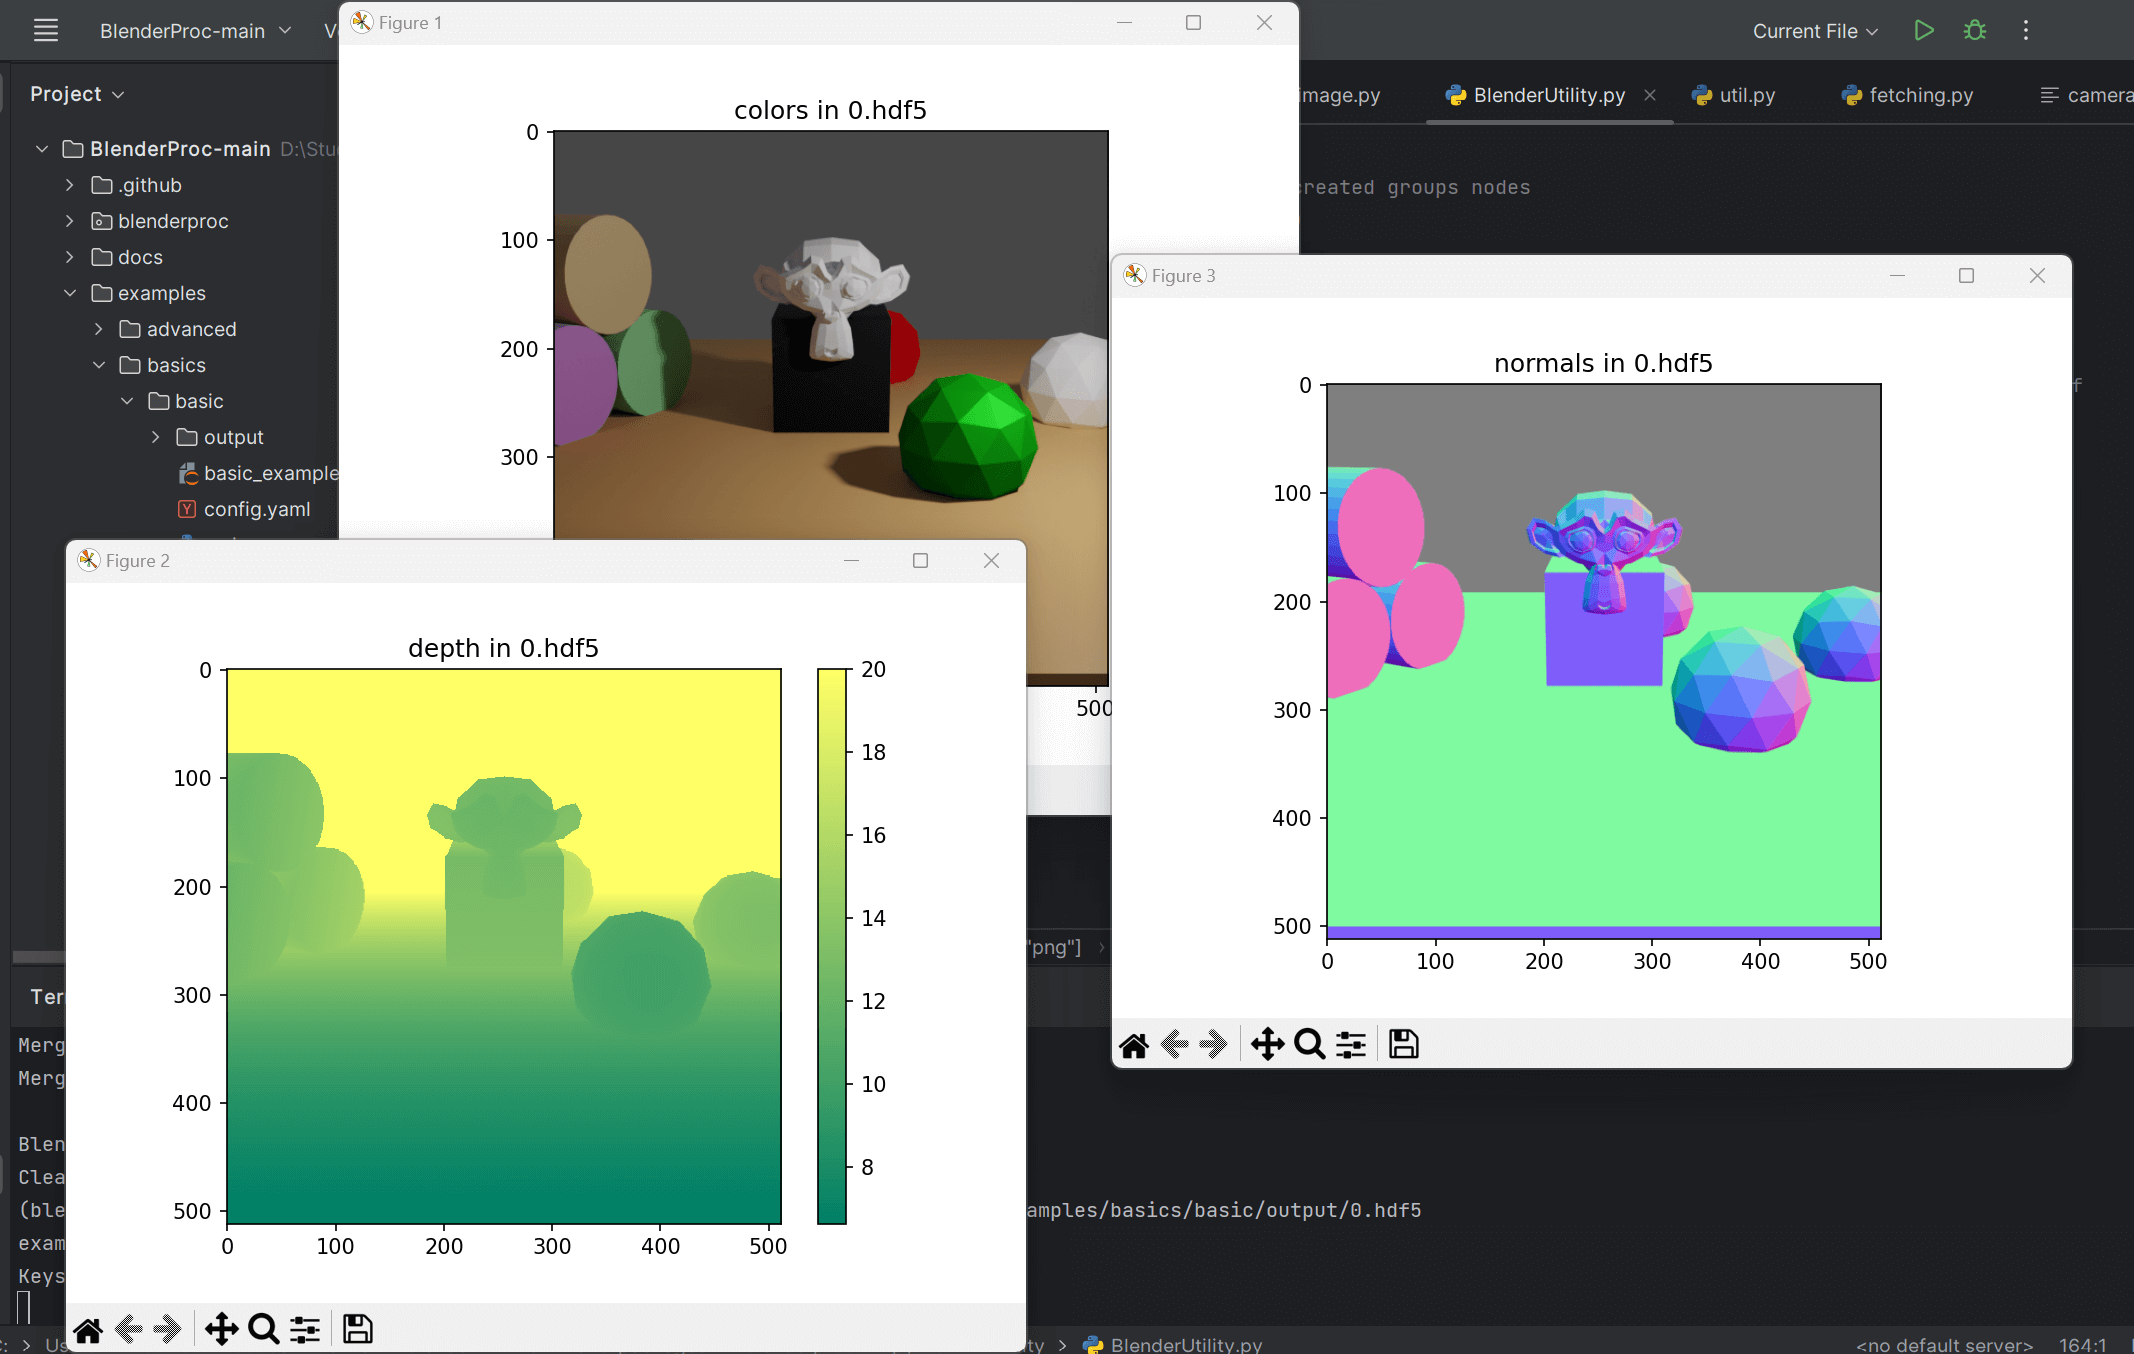 BlenderProc-main
Current File
Project
image.py
BlenderUtility.py
util.py
fetching.py
camera
BlenderProc-main D:\Stu
.github
blenderproc
docs
examples
advanced
basics
basic
output
basic_example
config.yaml
created groups nodes
Figure 1
colors in 0.hdf5
0
100
200
300
500
Figure 3
normals in 0.hdf5
0
100
200
300
400
500
0 100 200 300 400 500
Figure 2
depth in 0.hdf5
0
100
200
300
400
500
0 100 200 300 400 500
20
18
16
14
12
10
8
"png"]
Ter
Merg
Merg
Blen
Clea
(ble
amples/basics/basic/output/0.hdf5
exam
Keys
Us
ty
BlenderUtility.py
<no default server>
164:1